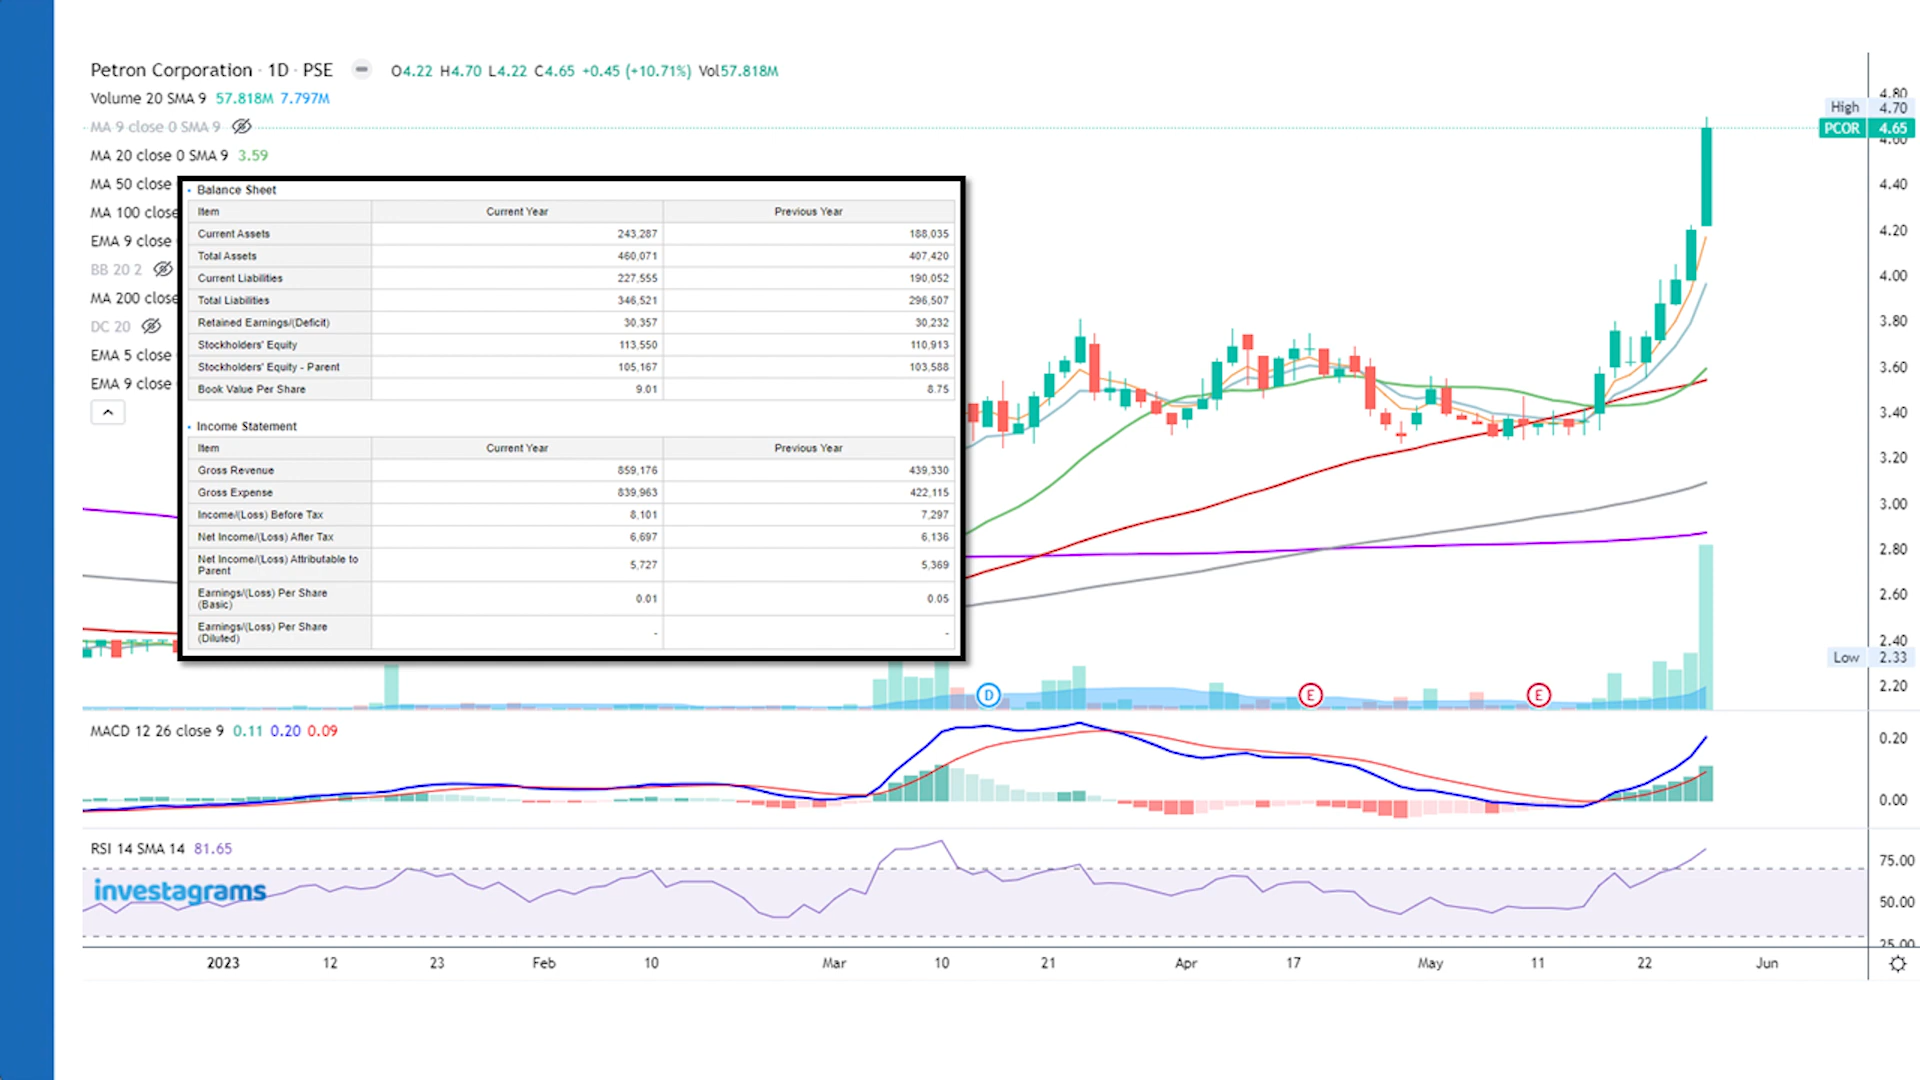 Petron Corporation · 1D · PSE O4.22 H4.70 L4.22 C4.65 +0.45 (+10.71%) Vol57.818M
Volume 20 SMA 9 57.818M 7.797M
MA 9 close 0 SMA 9
MA 20 close 0 SMA 9 3.59
MA 50 close
MA 100 close
EMA 9 close
BB 20 2
MA 200 close
DC 20
EMA 5 close
EMA 9 close
Balance Sheet
Item Current Year Previous Year
Current Assets 243,287 188,035
Total Assets 460,071 407,420
Current Liabilities 227,555 190,052
Total Liabilities 346,521 296,507
Retained Earnings/(Deficit) 30,357 30,232
Stockholders' Equity 113,550 110,913
Stockholders' Equity - Parent 105,167 103,588
Book Value Per Share 9.01 8.75
Income Statement
Item Current Year Previous Year
Gross Revenue 859,176 439,330
Gross Expense 839,963 422,115
Income/(Loss) Before Tax 8,101 7,297
Net Income/(Loss) After Tax 6,697 6,136
Net Income/(Loss) Attributable to
Parent 5,727 5,369
Earnings/(Loss) Per Share
(Basic) 0.01 0.05
Earnings/(Loss) Per Share
(Diluted) - -
4.80
High 4.70
PCOR 4.65
4.60
4.40
4.20
4.00
3.80
3.60
3.40
3.20
3.00
2.80
2.60
2.40
Low 2.33
2.20
D E E
MACD 12 26 close 9 0.11 0.20 0.09
0.20
0.00
RSI 14 SMA 14 81.65
75.00
investagrams
50.00
25.00
2023 12 23 Feb 10 Mar 10 21 Apr 17 May 11 22 Jun